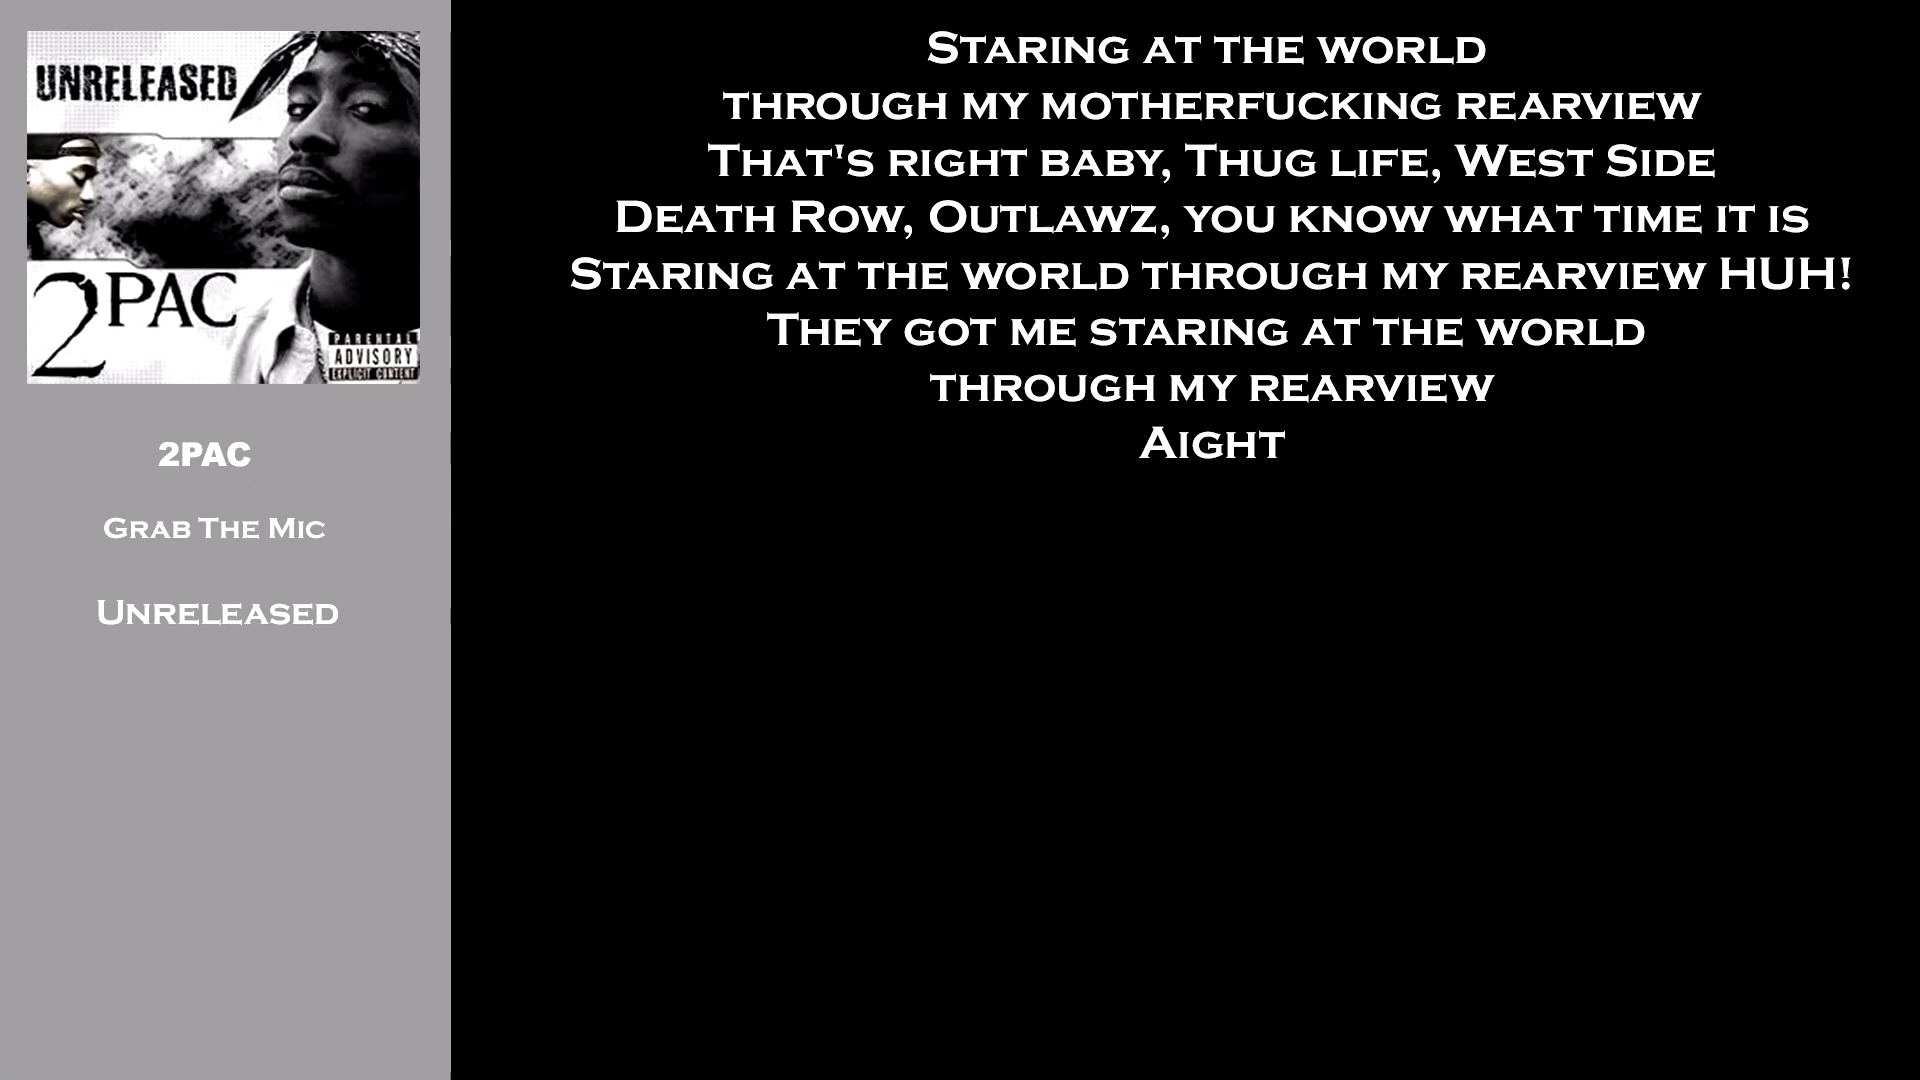 UNRELEASED
2PAC
PARENTAL
ADVISORY
EXPLICIT CONTENT
2PAC
Grab The Mic
Unreleased
Staring at the world
through my motherfucking rearview
That's right baby, Thug life, West Side
Death Row, Outlawz, you know what time it is
Staring at the world through my rearview HUH!
They got me staring at the world
through my rearview
Aight